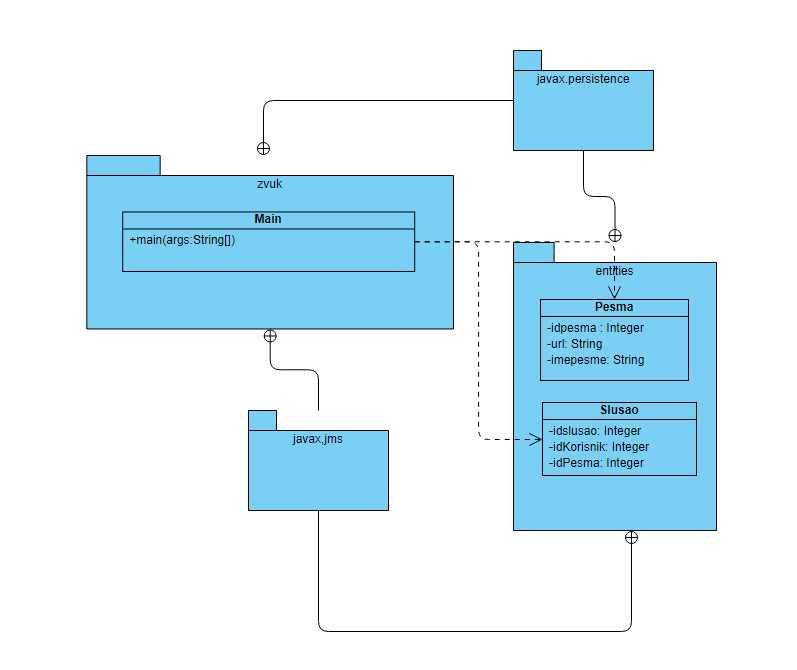 javax.persistence
zvuk
Main
+main(args:String[])
entities
Pesma
-idpesma : Integer
-url: String
-imepesme: String
Slusao
-idslusao: Integer
-idKorisnik: Integer
-idPesma: Integer
javax,jms